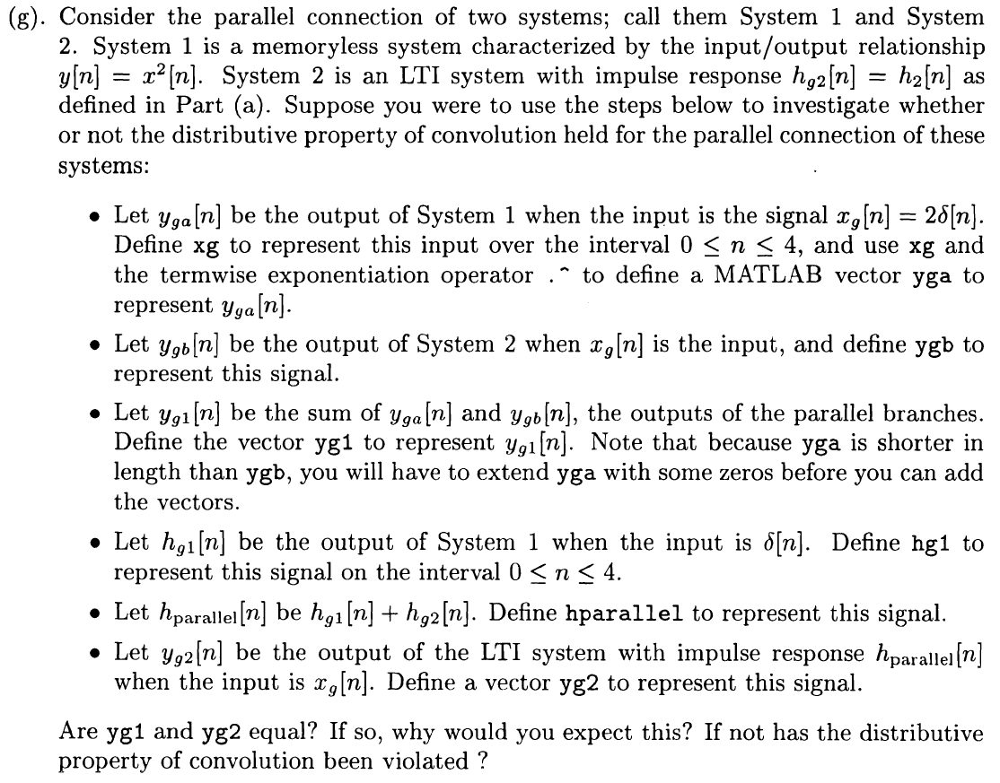 (g). Consider the parallel connection of two systems; call them System 1 and System
2. System 1 is a memoryless system characterized by the input/output relationship
y[n] = x²[n]. System 2 is an LTI system with impulse response h_{g2}[n] = h₂[n] as
defined in Part (a). Suppose you were to use the steps below to investigate whether
or not the distributive property of convolution held for the parallel connection of these
systems:
• Let y_{ga}[n] be the output of System 1 when the input is the signal x_g[n] = 2δ[n].
Define xg to represent this input over the interval 0 ≤ n ≤ 4, and use xg and
the termwise exponentiation operator .^ to define a MATLAB vector yga to
represent y_{ga}[n].
• Let y_{gb}[n] be the output of System 2 when x_g[n] is the input, and define ygb to
represent this signal.
• Let y_{g1}[n] be the sum of y_{ga}[n] and y_{gb}[n], the outputs of the parallel branches.
Define the vector yg1 to represent y_{g1}[n]. Note that because yga is shorter in
length than ygb, you will have to extend yga with some zeros before you can add
the vectors.
• Let h_{g1}[n] be the output of System 1 when the input is δ[n]. Define hg1 to
represent this signal on the interval 0 ≤ n ≤ 4.
• Let h_{parallel}[n] be h_{g1}[n] + h_{g2}[n]. Define hparallel to represent this signal.
• Let y_{g2}[n] be the output of the LTI system with impulse response h_{parallel}[n]
when the input is x_g[n]. Define a vector yg2 to represent this signal.
Are yg1 and yg2 equal? If so, why would you expect this? If not has the distributive
property of convolution been violated ?